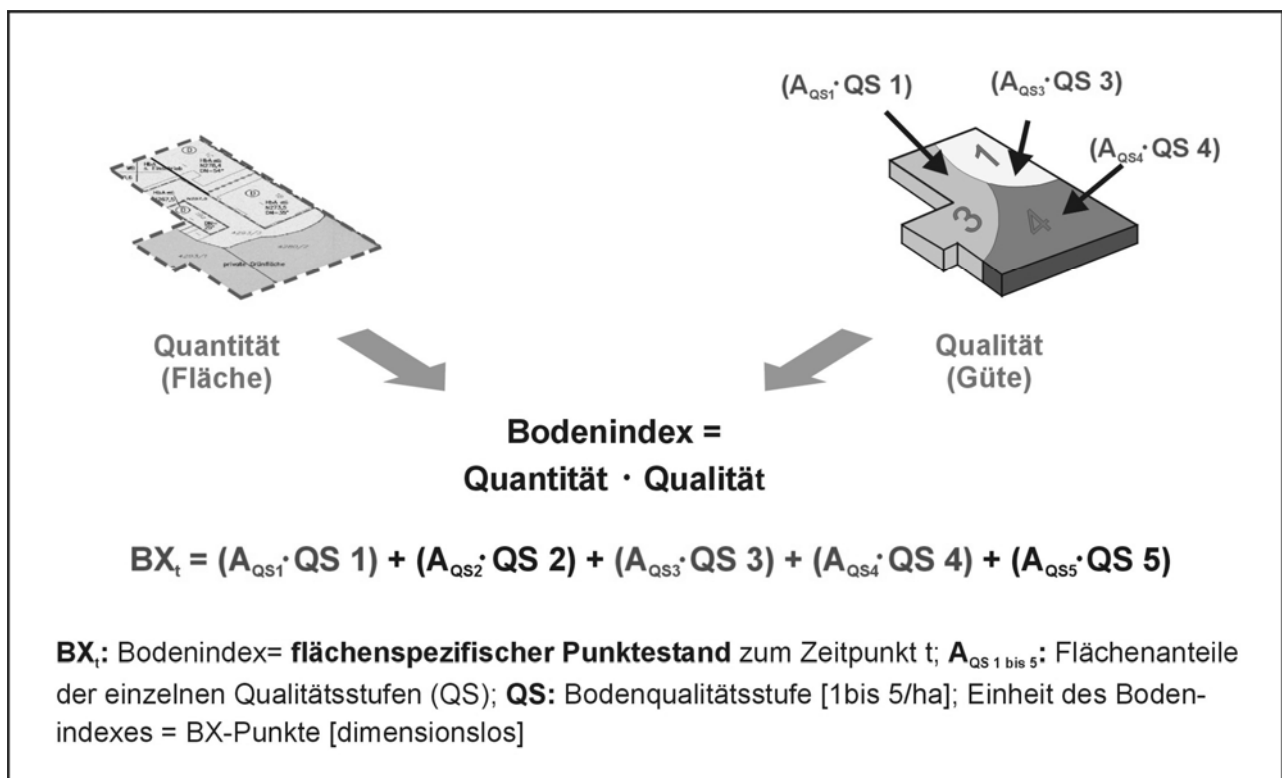 (A_QS1 · QS 1)
(A_QS3 · QS 3)
(A_QS4 · QS 4)
1
3
4
private Grünfläche
Quantität
(Fläche)
Qualität
(Güte)
Bodenindex =
Quantität · Qualität
BX_t = (A_QS1 · QS 1) + (A_QS2 · QS 2) + (A_QS3 · QS 3) + (A_QS4 · QS 4) + (A_QS5 · QS 5)
BX_t: Bodenindex= flächenspezifischer Punktestand zum Zeitpunkt t; A_QS 1 bis 5: Flächenanteile
der einzelnen Qualitätsstufen (QS); QS: Bodenqualitätsstufe [1bis 5/ha]; Einheit des Boden-
indexes = BX-Punkte [dimensionslos]